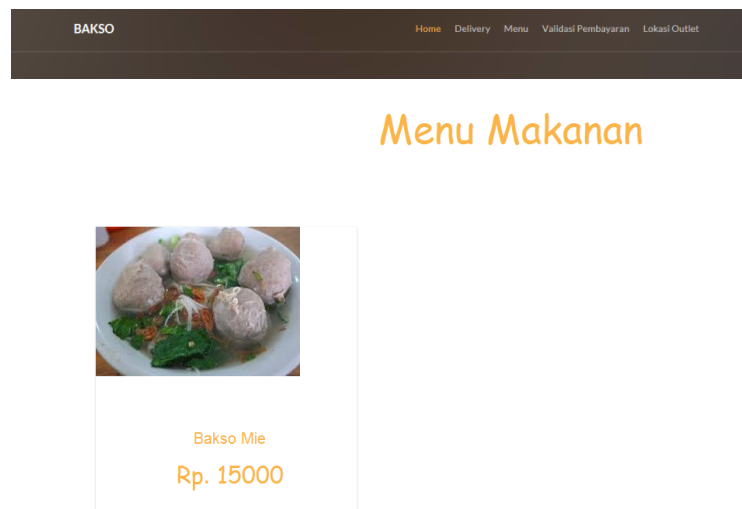 BAKSO
Home Delivery Menu Validasi Pembayaran Lokasi Outlet
Menu Makanan
Bakso Mie
Rp. 15000